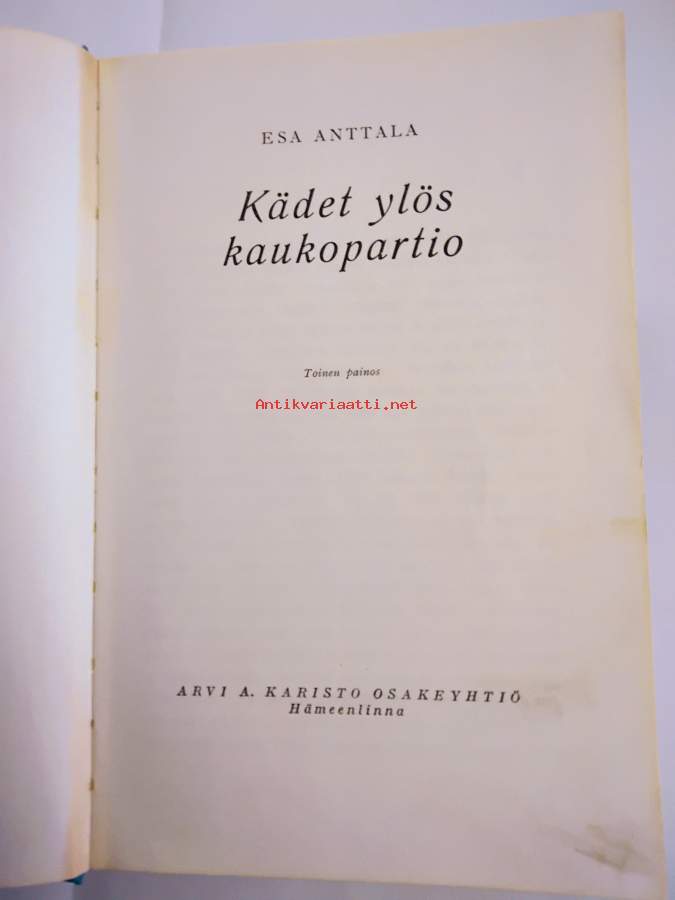 ESA ANTTALA
Kädet ylös
kaukopartio
Toinen painos
Antikvariaatti.net
ARVI A. KARISTO OSAKEYHTIÖ
Hämeenlinna